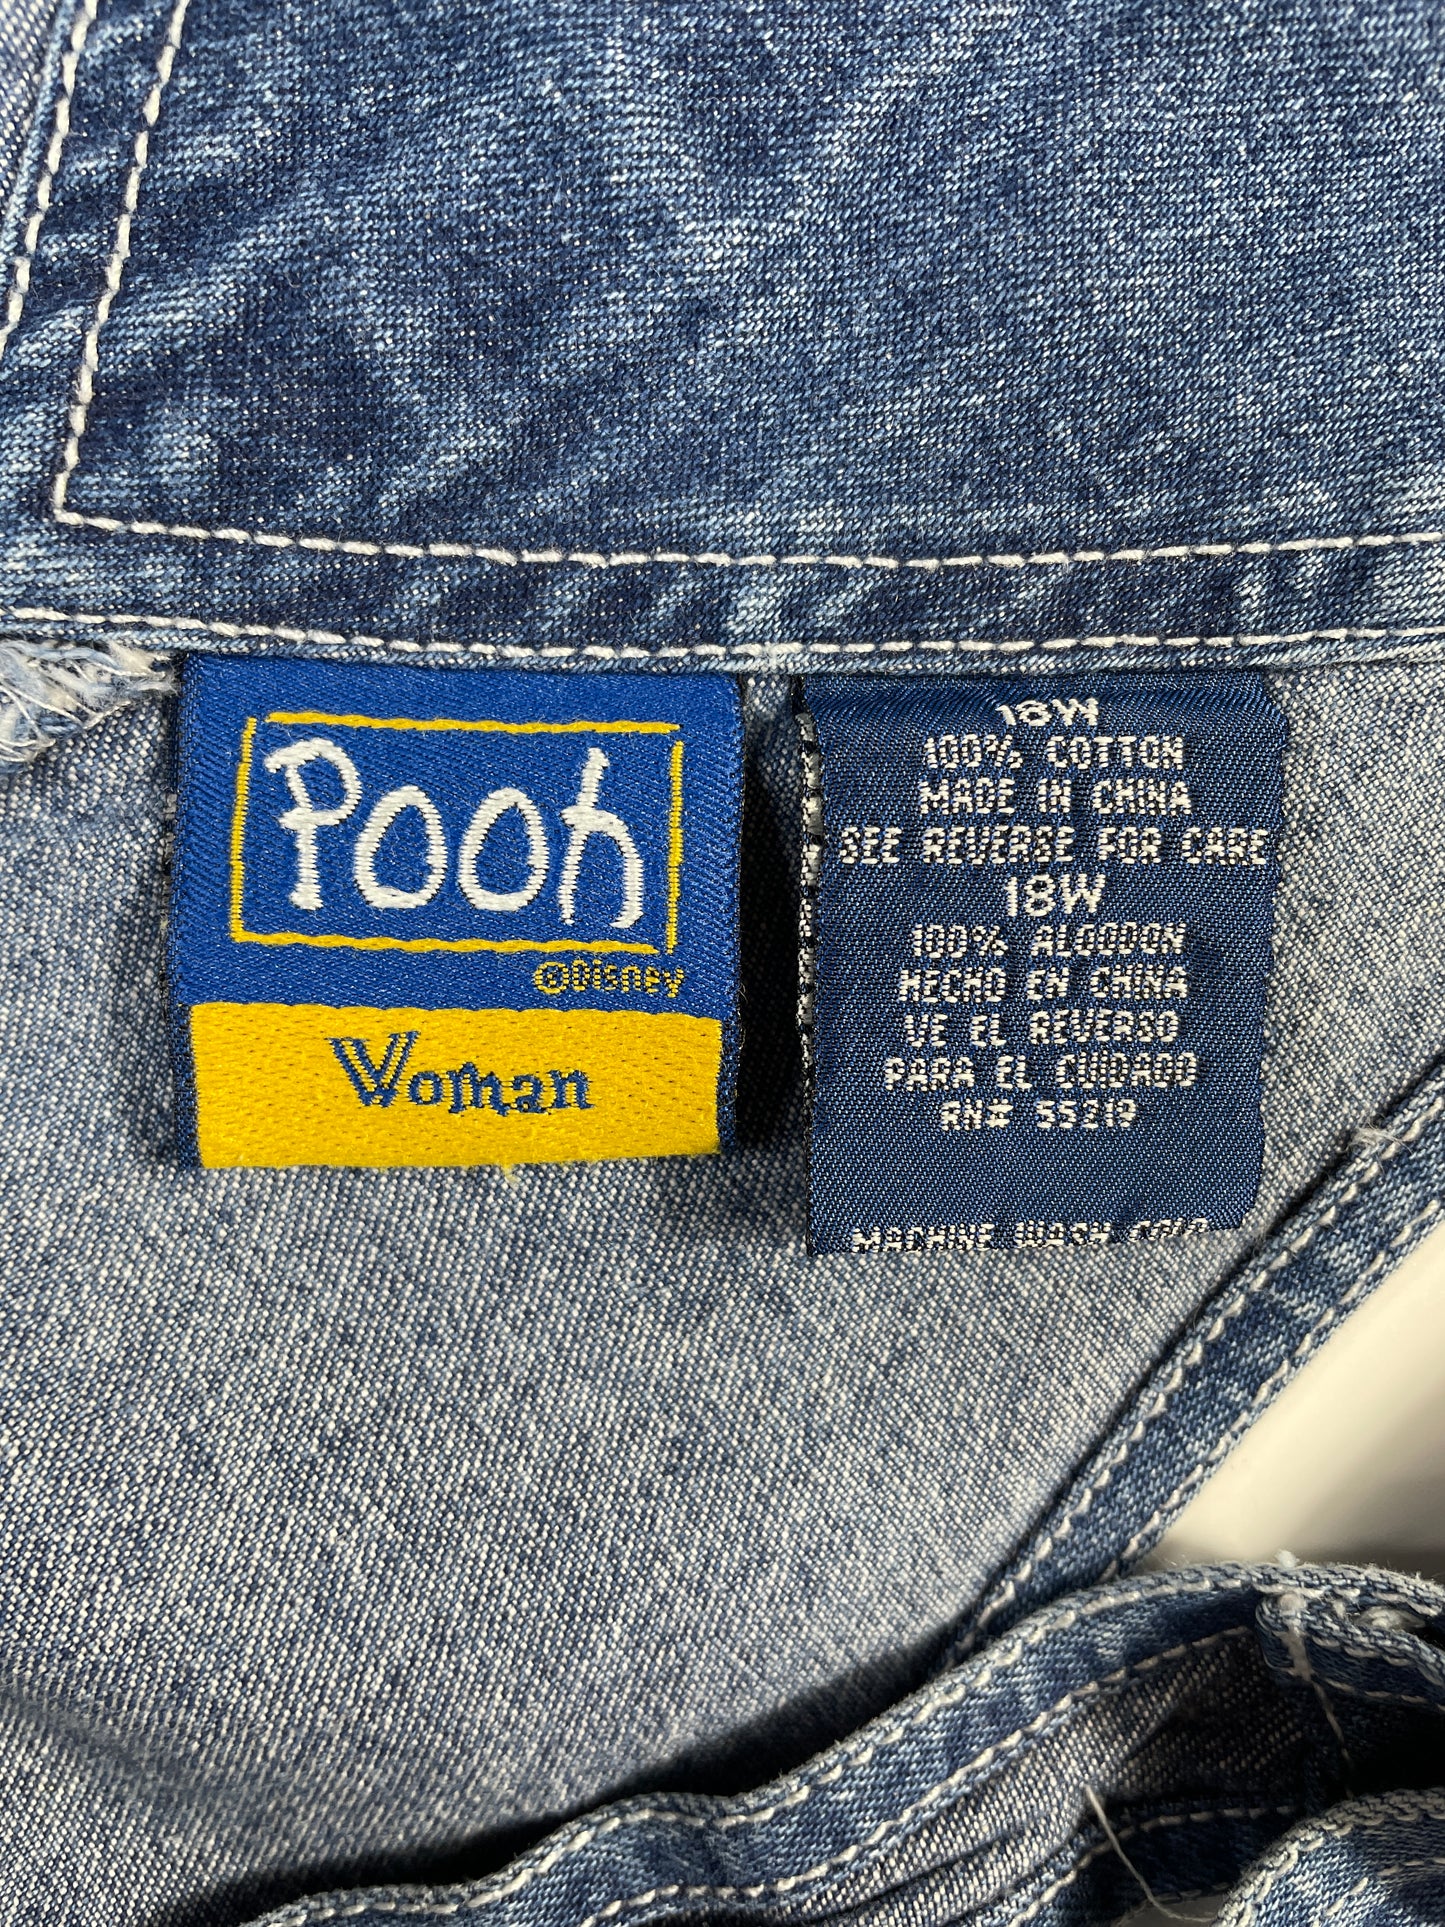 Pooh
©Disney
Woman
18W
100% COTTON
MADE IN CHINA
SEE REVERSE FOR CARE
18W
100% ALGODON
HECHO EN CHINA
VE EL REVERSO
PARA EL CUIDADO
RN# 55219
MACHINE WASH COLD